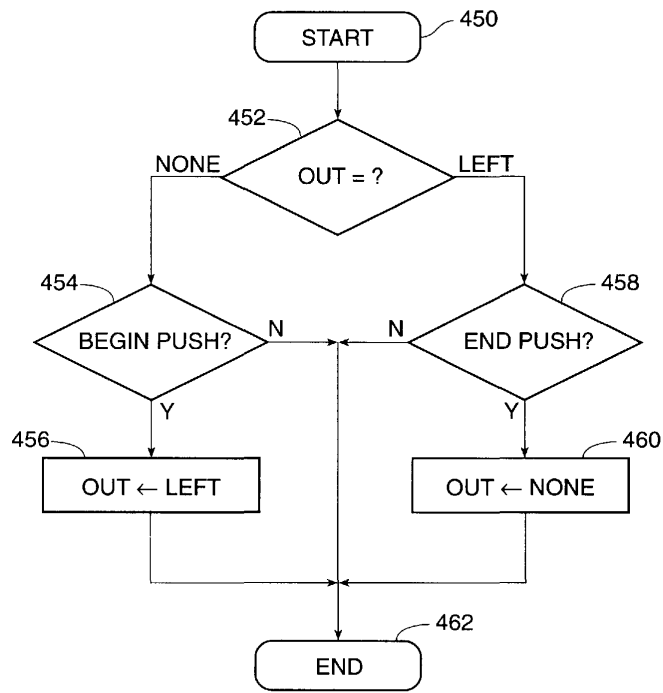 450
START
452
OUT = ?
NONE
LEFT
454
458
BEGIN PUSH?
N
N
END PUSH?
Y
Y
456
460
OUT ← LEFT
OUT ← NONE
462
END